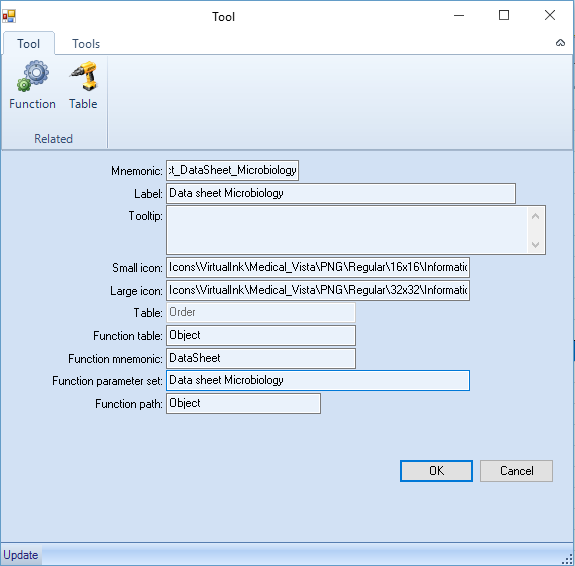 Tool
Tool Tools
Function Table
Related
Mnemonic: t_DataSheet_Microbiology
Label: Data sheet Microbiology
Tooltip:
Small icon: Icons\VirtualInk\Medical_Vista\PNG\Regular\16x16\Informatic
Large icon: Icons\VirtualInk\Medical_Vista\PNG\Regular\32x32\Informatic
Table: Order
Function table: Object
Function mnemonic: DataSheet
Function parameter set: Data sheet Microbiology
Function path: Object
OK Cancel
Update